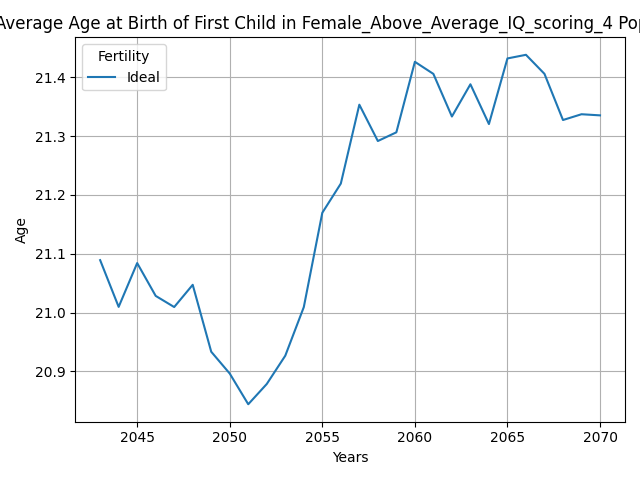 Average Age at Birth of First Child in Female_Above_Average_IQ_scoring_4 Pop
Fertility
Ideal
21.4
21.3
21.2
21.1
21.0
20.9
Age
2045 2050 2055 2060 2065 2070
Years